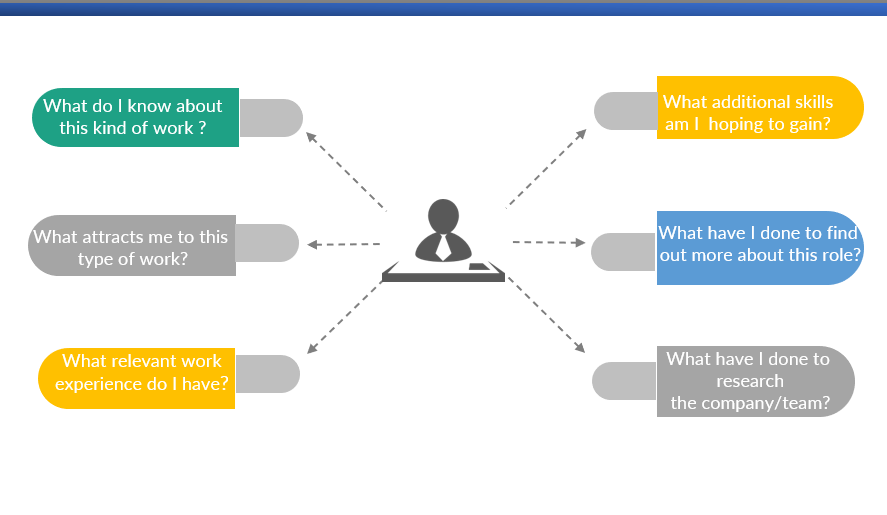 What do I know about
this kind of work ?
What attracts me to this
type of work?
What relevant work
experience do I have?
What additional skills
am I  hoping to gain?
What have I done to find
out more about this role?
What have I done to
research
the company/team?